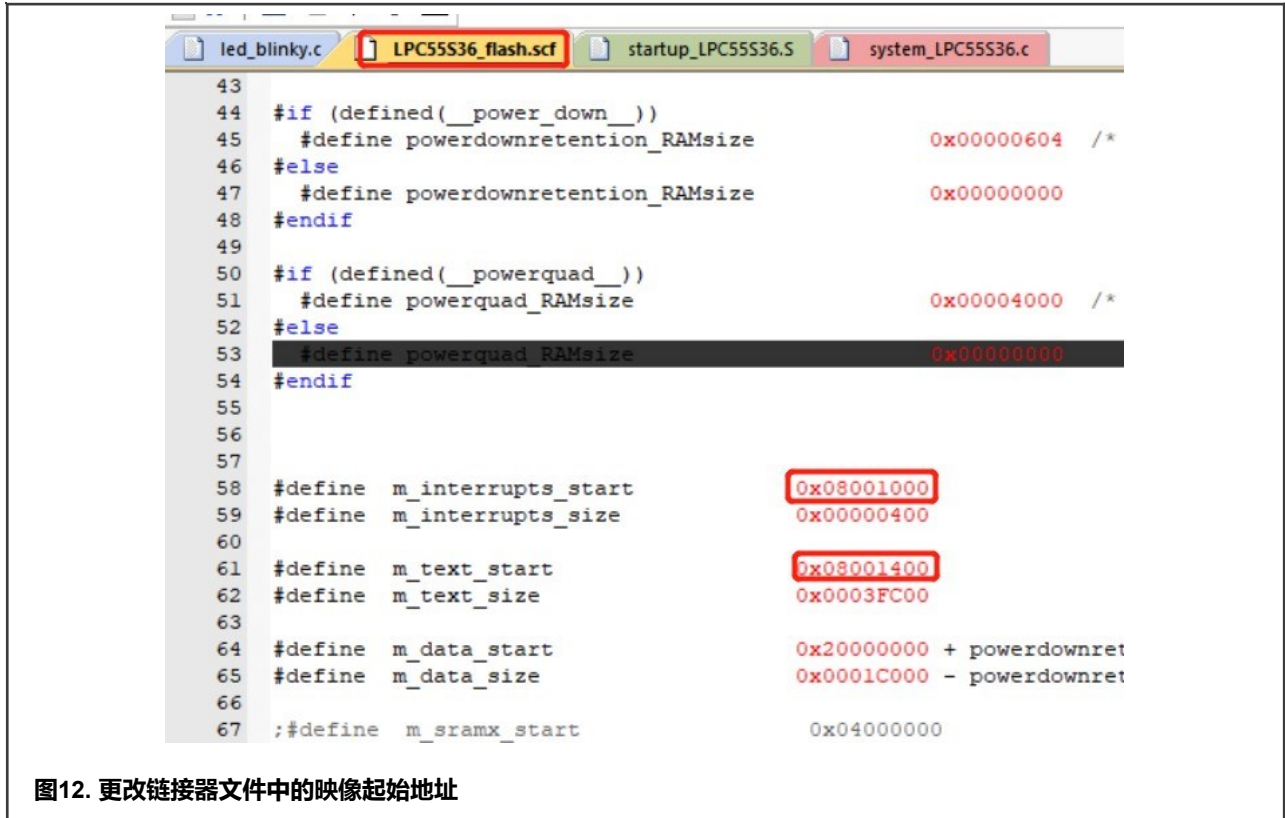 led_blinky.c LPC55S36_flash.scf startup_LPC55S36.S system_LPC55S36.c
43
44 #if (defined(__power_down__))
45 #define powerdownretention_RAMsize 0x00000604 /*
46 #else
47 #define powerdownretention_RAMsize 0x00000000
48 #endif
49
50 #if (defined(__powerquad__))
51 #define powerquad_RAMsize 0x00004000 /*
52 #else
53 #define powerquad_RAMsize 0x00000000
54 #endif
55
56
57
58 #define m_interrupts_start 0x08001000
59 #define m_interrupts_size 0x00000400
60
61 #define m_text_start 0x08001400
62 #define m_text_size 0x0003FC00
63
64 #define m_data_start 0x20000000 + powerdownret
65 #define m_data_size 0x0001C000 - powerdownret
66
67 ;#define m_sramx_start 0x04000000
图12. 更改链接器文件中的映像起始地址